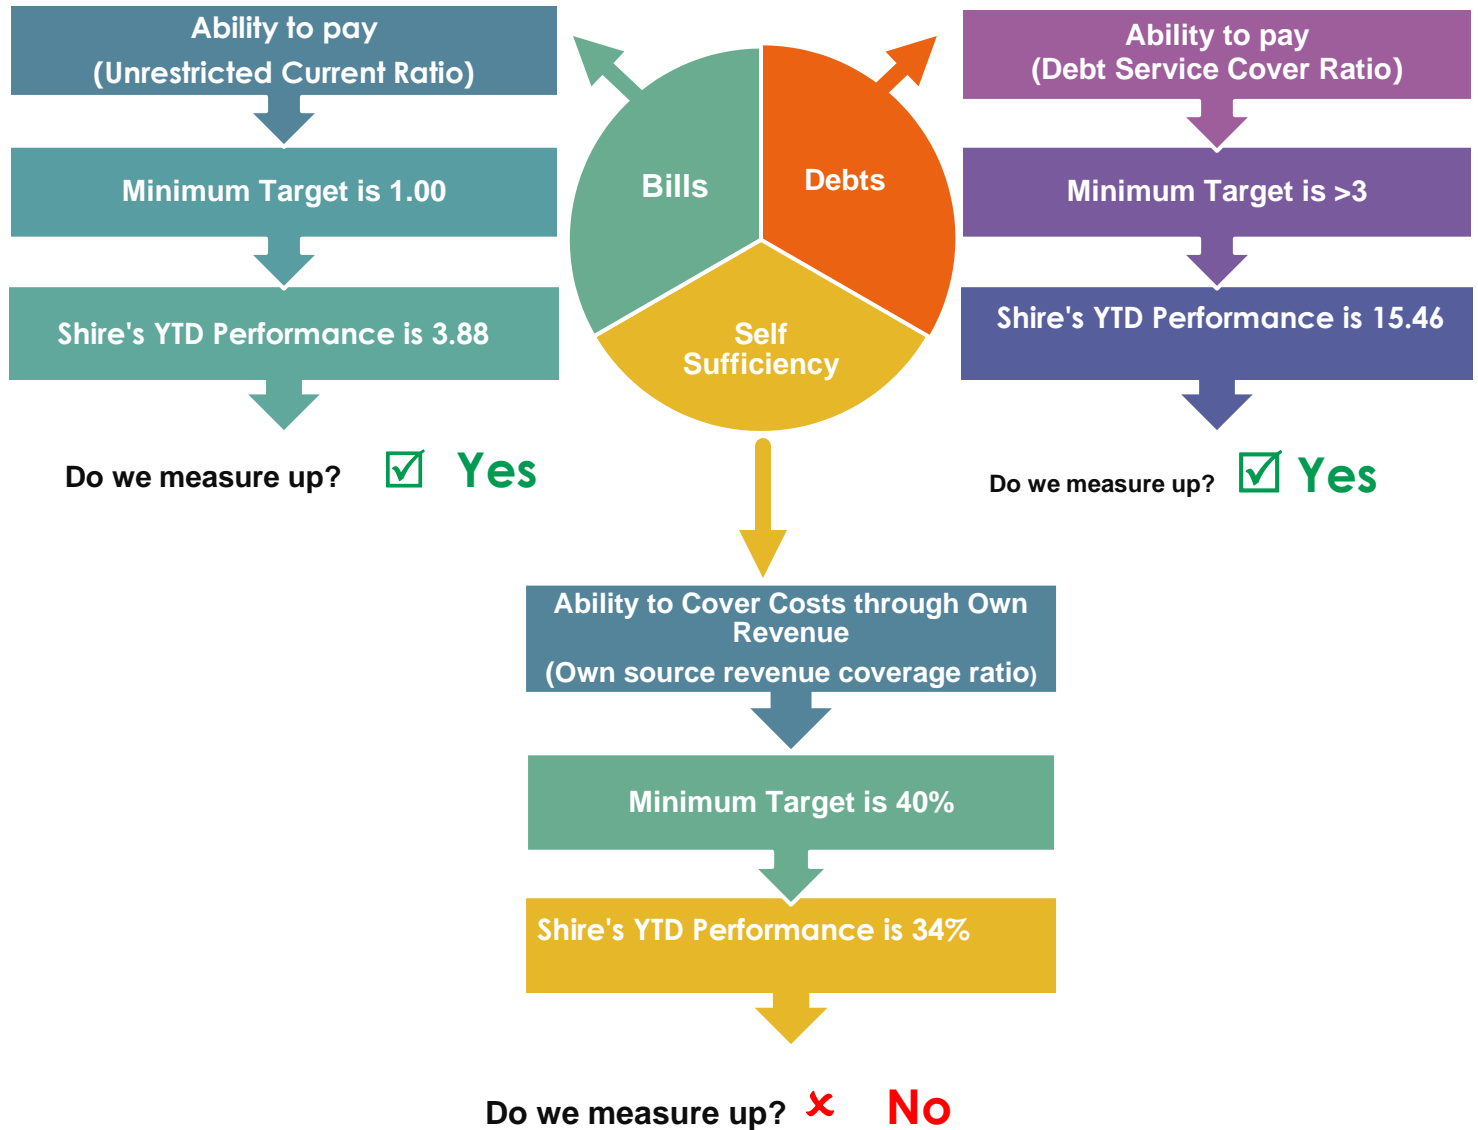 Ability to pay
(Unrestricted Current Ratio)
Minimum Target is 1.00
Shire's YTD Performance is 3.88
Do we measure up? ☑ Yes
Bills
Debts
Self
Sufficiency
Ability to pay
(Debt Service Cover Ratio)
Minimum Target is >3
Shire's YTD Performance is 15.46
Do we measure up? ☑ Yes
Ability to Cover Costs through Own
Revenue
(Own source revenue coverage ratio)
Minimum Target is 40%
Shire's YTD Performance is 34%
Do we measure up? ✗ No